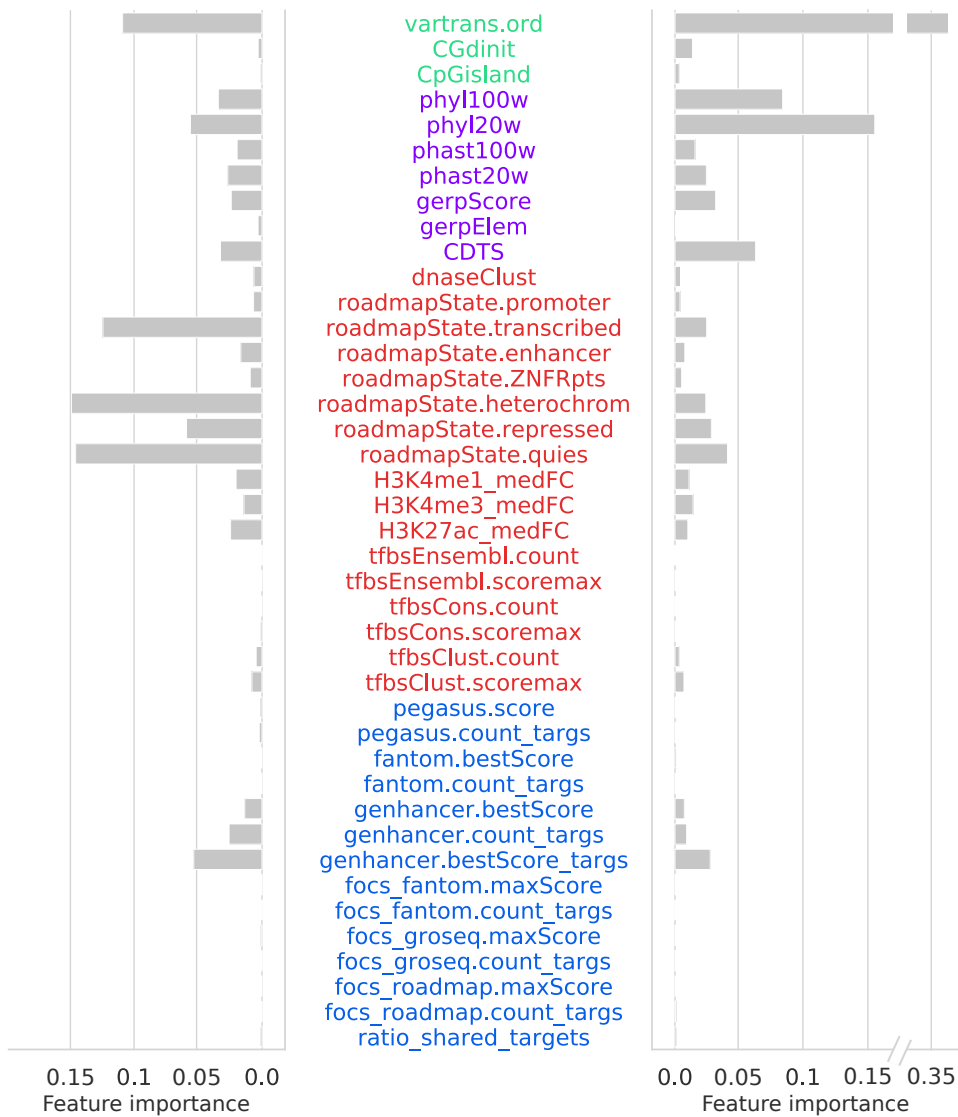 vartrans.ord
CGdinit
CpGisland
phyl100w
phyl20w
phast100w
phast20w
gerpScore
gerpElem
CDTS
dnaseClust
roadmapState.promoter
roadmapState.transcribed
roadmapState.enhancer
roadmapState.ZNFRpts
roadmapState.heterochrom
roadmapState.repressed
roadmapState.quies
H3K4me1_medFC
H3K4me3_medFC
H3K27ac_medFC
tfbsEnsembl.count
tfbsEnsembl.scoremax
tfbsCons.count
tfbsCons.scoremax
tfbsClust.count
tfbsClust.scoremax
pegasus.score
pegasus.count_targs
fantom.bestScore
fantom.count_targs
genhancer.bestScore
genhancer.count_targs
genhancer.bestScore_targs
focs_fantom.maxScore
focs_fantom.count_targs
focs_groseq.maxScore
focs_groseq.count_targs
focs_roadmap.maxScore
focs_roadmap.count_targs
ratio_shared_targets
0.15 0.1 0.05 0.0
Feature importance
0.0 0.05 0.1 0.15 0.35
Feature importance